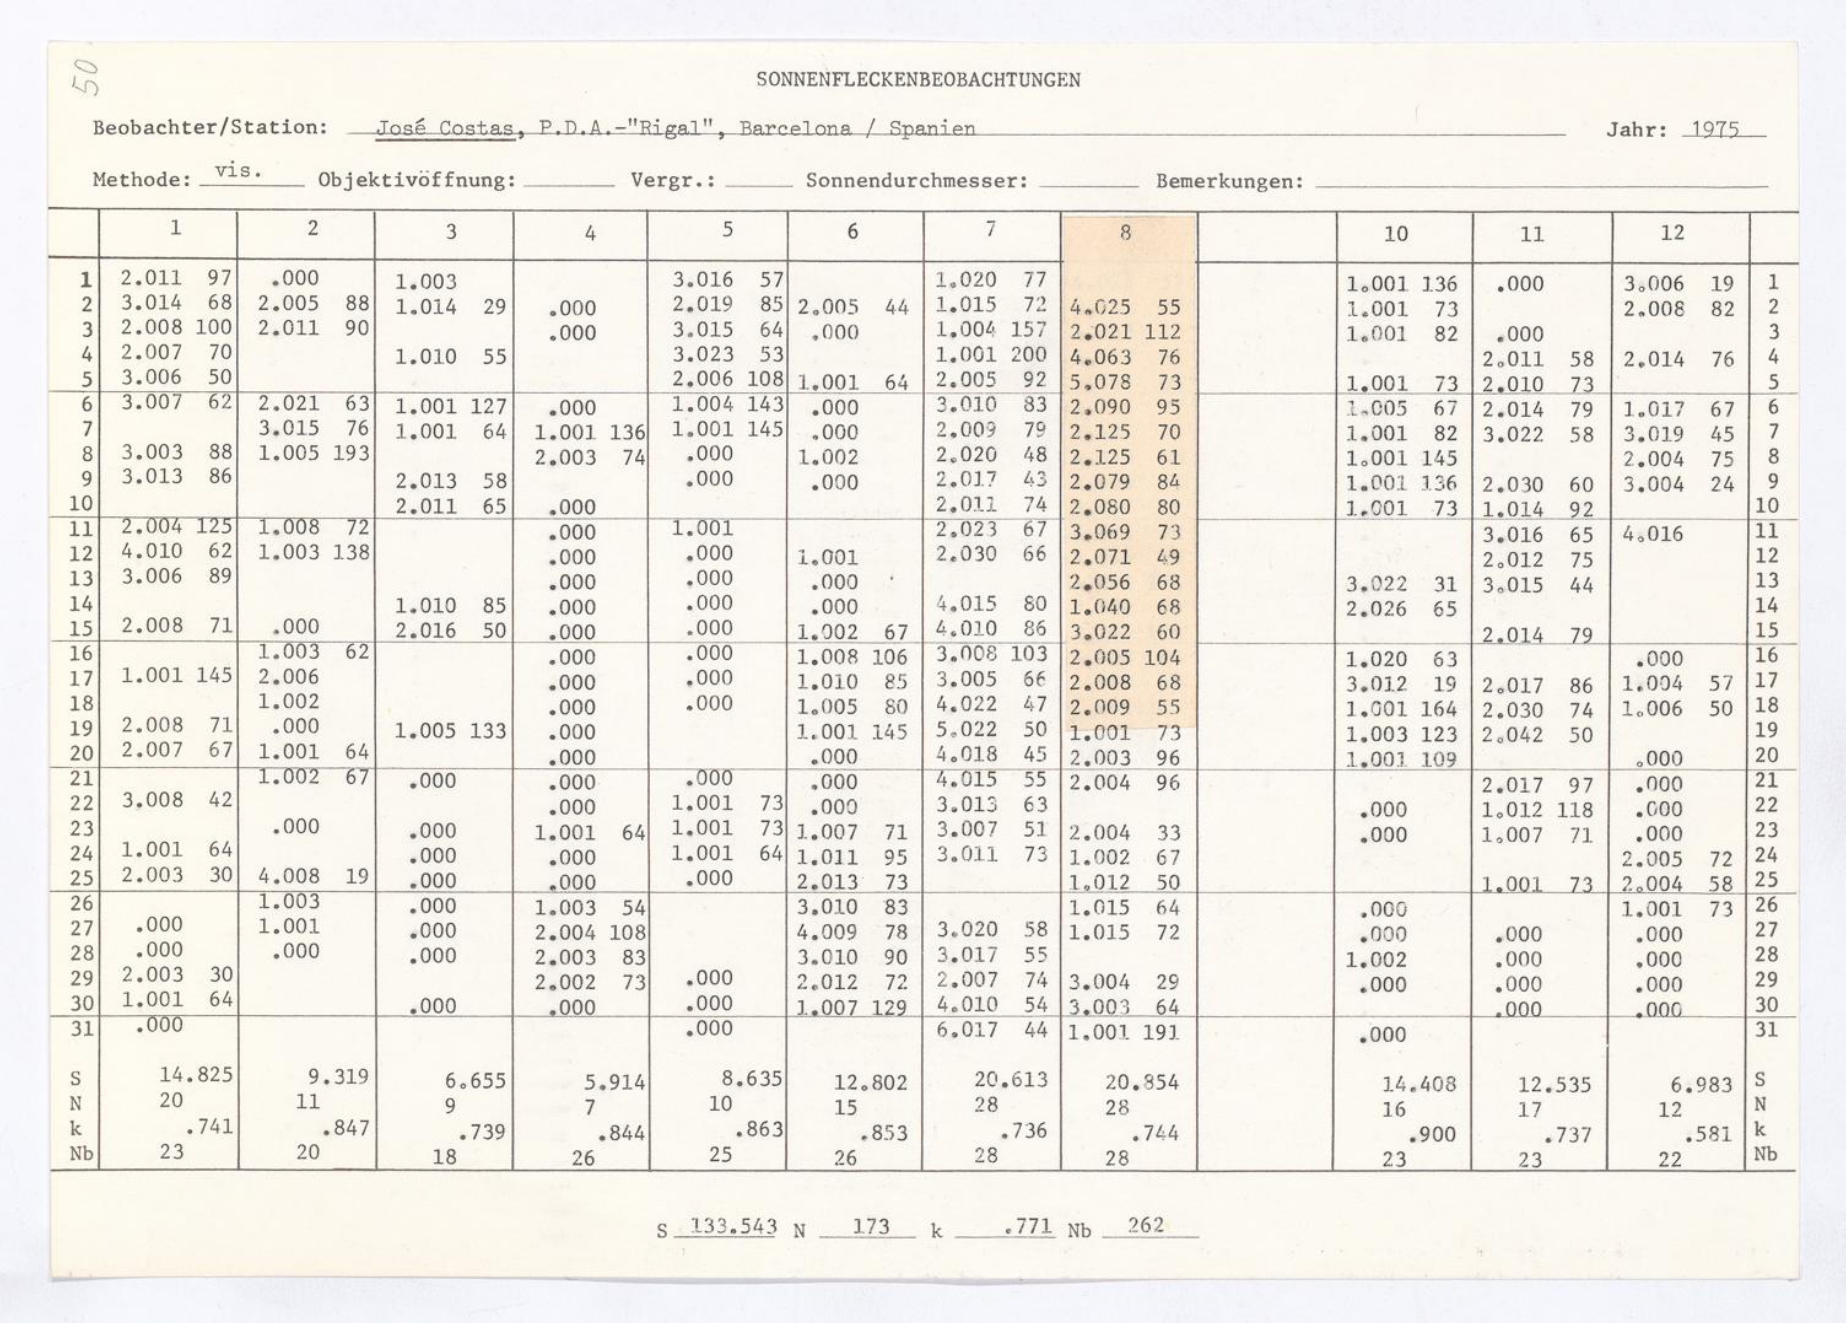 50
SONNENFLECKENBEOBACHTUNGEN
Beobachter/Station: José Costas, P.D.A.-"Rigal", Barcelona / Spanien Jahr: 1975
Methode: vis. Objektivöffnung: Vergr.: Sonnendurchmesser: Bemerkungen:
1 2 3 4 5 6 7 8 10 11 12
1 2.011 97 .000 1.003 3.016 57 1.020 77 1.001 136 .000 3.006 19 1
2 3.014 68 2.005 88 1.014 29 .000 2.019 85 2.005 44 1.015 72 4.025 55 1.001 73 2.008 82 2
3 2.008 100 2.011 90 .000 3.015 64 .000 1.004 157 2.021 112 1.001 82 .000 3
4 2.007 70 1.010 55 3.023 53 1.001 200 4.063 76 2.011 58 2.014 76 4
5 3.006 50 2.006 108 1.001 64 2.005 92 5.078 73 1.001 73 2.010 73 5
6 3.007 62 2.021 63 1.001 127 .000 1.004 143 .000 3.010 83 2.090 95 1.005 67 2.014 79 1.017 67 6
7 3.015 76 1.001 64 1.001 136 1.001 145 .000 2.009 79 2.125 70 1.001 82 3.022 58 3.019 45 7
8 3.003 88 1.005 193 2.003 74 .000 1.002 2.020 48 2.125 61 1.001 145 2.004 75 8
9 3.013 86 2.013 58 .000 .000 2.017 43 2.079 84 1.001 136 2.030 60 3.004 24 9
10 2.011 65 .000 2.011 74 2.080 80 1.001 73 1.014 92 10
11 2.004 125 1.008 72 .000 1.001 2.023 67 3.069 73 3.016 65 4.016 11
12 4.010 62 1.003 138 .000 .000 1.001 2.030 66 2.071 49 2.012 75 12
13 3.006 89 .000 .000 .000 2.056 68 3.022 31 3.015 44 13
14 1.010 85 .000 .000 .000 4.015 80 1.040 68 2.026 65 14
15 2.008 71 .000 2.016 50 .000 .000 1.002 67 4.010 86 3.022 60 2.014 79 15
16 1.003 62 .000 .000 1.008 106 3.008 103 2.005 104 1.020 63 .000 16
17 1.001 145 2.006 .000 .000 1.010 85 3.005 66 2.008 68 3.012 19 2.017 86 1.004 57 17
18 1.002 .000 .000 1.005 80 4.022 47 2.009 55 1.001 164 2.030 74 1.006 50 18
19 2.008 71 .000 1.005 133 .000 1.001 145 5.022 50 1.001 73 1.003 123 2.042 50 19
20 2.007 67 1.001 64 .000 .000 4.018 45 2.003 96 1.001 109 .000 20
21 1.002 67 .000 .000 .000 .000 4.015 55 2.004 96 2.017 97 .000 21
22 3.008 42 .000 1.001 73 .000 3.013 63 .000 1.012 118 .000 22
23 .000 .000 1.001 64 1.001 73 1.007 71 3.007 51 2.004 33 .000 1.007 71 .000 23
24 1.001 64 .000 .000 1.001 64 1.011 95 3.011 73 1.002 67 2.005 72 24
25 2.003 30 4.008 19 .000 .000 .000 2.013 73 1.012 50 1.001 73 2.004 58 25
26 1.003 .000 1.003 54 3.010 83 1.015 64 .000 1.001 73 26
27 .000 1.001 .000 2.004 108 4.009 78 3.020 58 1.015 72 .000 .000 .000 27
28 .000 .000 .000 2.003 83 3.010 90 3.017 55 1.002 .000 .000 28
29 2.003 30 2.002 73 .000 2.012 72 2.007 74 3.004 29 .000 .000 .000 29
30 1.001 64 .000 .000 .000 1.007 129 4.010 54 3.003 64 .000 .000 30
31 .000 .000 6.017 44 1.001 191 .000 31
S 14.825 9.319 6.655 5.914 8.635 12.802 20.613 20.854 14.408 12.535 6.983 S
N 20 11 9 7 10 15 28 28 16 17 12 N
k .741 .847 .739 .844 .863 .853 .736 .744 .900 .737 .581 k
Nb 23 20 18 26 25 26 28 28 23 23 22 Nb
S 133.543 N 173 k .771 Nb 262